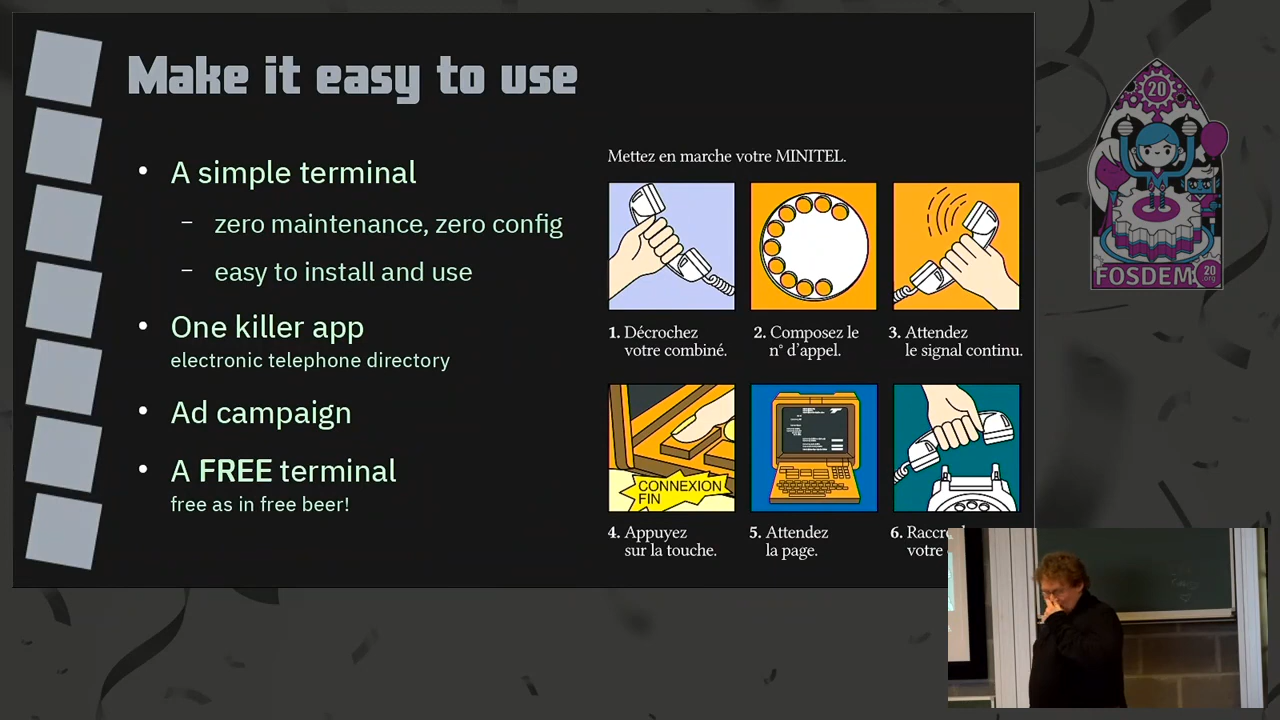 Make it easy to use
• A simple terminal
– zero maintenance, zero config
– easy to install and use
• One killer app
electronic telephone directory
• Ad campaign
• A FREE terminal
free as in free beer!
Mettez en marche votre MINITEL.
1. Décrochez
votre combiné.
2. Composez le
n° d'appel.
3. Attendez
le signal continu.
CONNEXION
FIN
4. Appuyez
sur la touche.
5. Attendez
la page.
6.
votre
20
FOSDEM
20
org